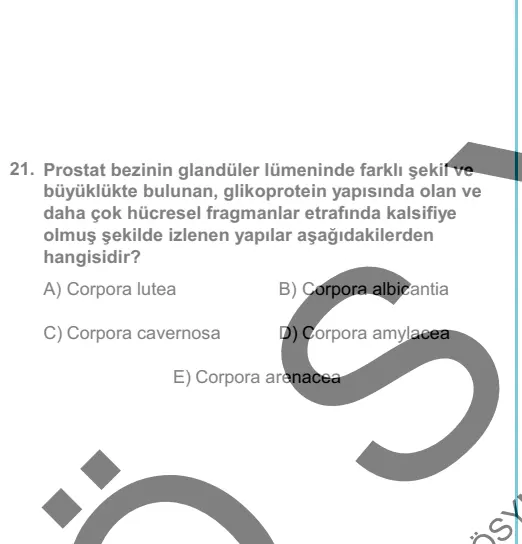 21. Prostat bezinin glandüler lümeninde farklı şekil ve
büyüklükte bulunan, glikoprotein yapısında olan ve
daha çok hücresel fragmanlar etrafında kalsifiye
olmuş şekilde izlenen yapılar aşağıdakilerden
hangisidir?
A) Corpora lutea B) Corpora albicantia
C) Corpora cavernosa D) Corpora amylacea
E) Corpora arenacea
Ö S Y
ÖSY